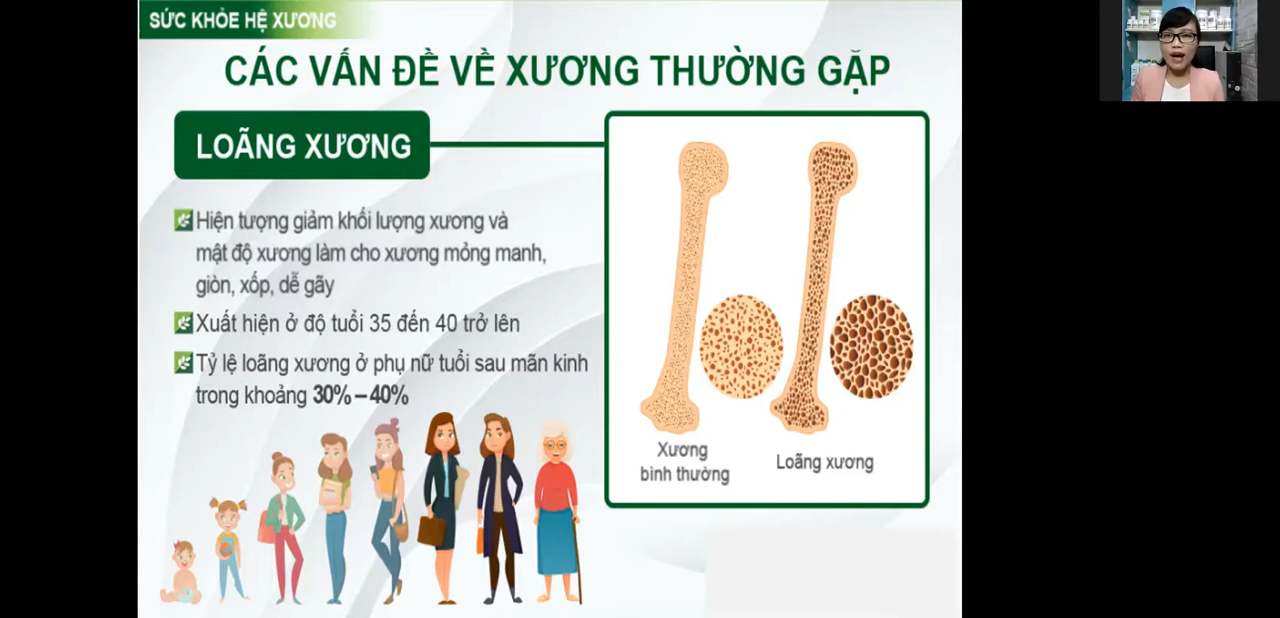 SỨC KHỎE HỆ XƯƠNG
CÁC VẤN ĐỀ VỀ XƯƠNG THƯỜNG GẶP
LOÃNG XƯƠNG
Hiện tượng giảm khối lượng xương và
mật độ xương làm cho xương mỏng manh,
giòn, xốp, dễ gãy
Xuất hiện ở độ tuổi 35 đến 40 trở lên
Tỷ lệ loãng xương ở phụ nữ tuổi sau mãn kinh
trong khoảng 30% – 40%
Xương
bình thường
Loãng xương